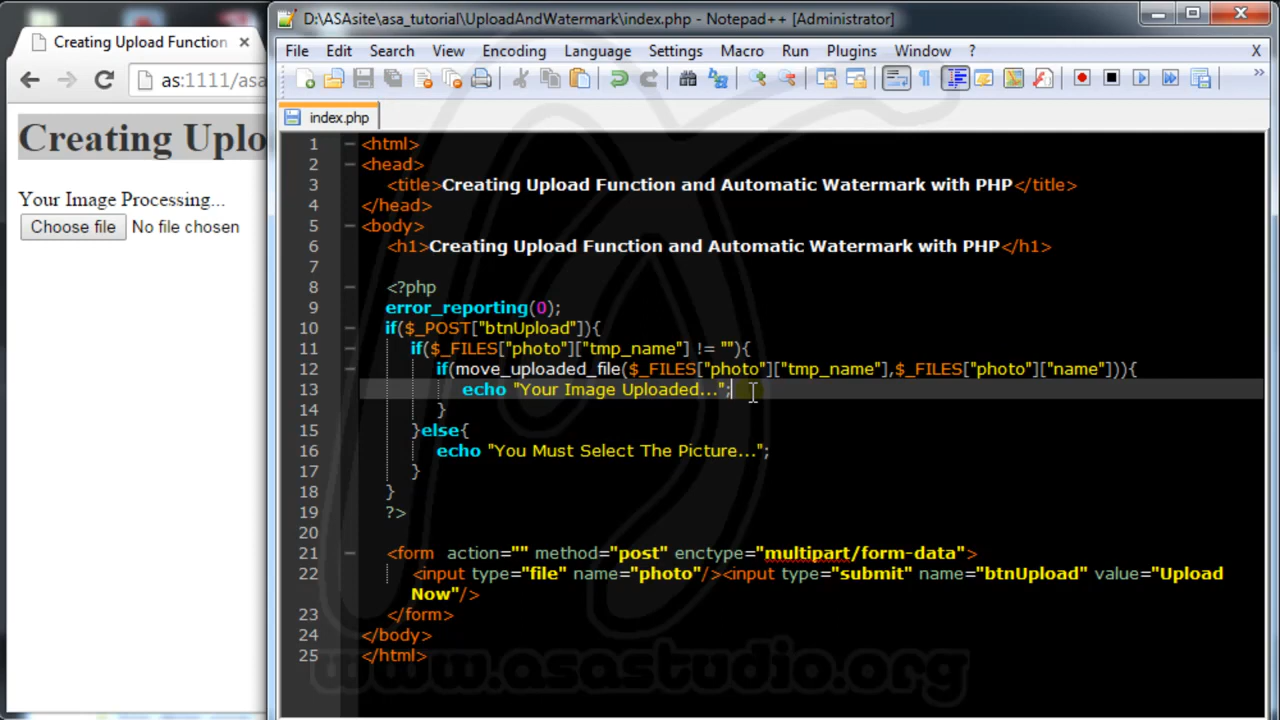 Creating Upload Function
as:1111/asa
Creating Uplo
Your Image Processing...
Choose file No file chosen
D:\ASAsite\asa_tutorial\UploadAndWatermark\index.php - Notepad++ [Administrator]
File Edit Search View Encoding Language Settings Macro Run Plugins Window ? X
index.php
1 <html>
2 <head>
3 <title>Creating Upload Function and Automatic Watermark with PHP</title>
4 </head>
5 <body>
6 <h1>Creating Upload Function and Automatic Watermark with PHP</h1>
7
8 <?php
9 error_reporting(0);
10 if($_POST["btnUpload"]){
11 if($_FILES["photo"]["tmp_name"] != ""){
12 if(move_uploaded_file($_FILES["photo"]["tmp_name"],$_FILES["photo"]["name"])){
13 echo "Your Image Uploaded...";
14 }
15 }else{
16 echo "You Must Select The Picture...";
17 }
18 }
19 ?>
20
21 <form action="" method="post" enctype="multipart/form-data">
22 <input type="file" name="photo"/><input type="submit" name="btnUpload" value="Upload
Now"/>
23 </form>
24 </body>
25 </html>
www.asastudio.org